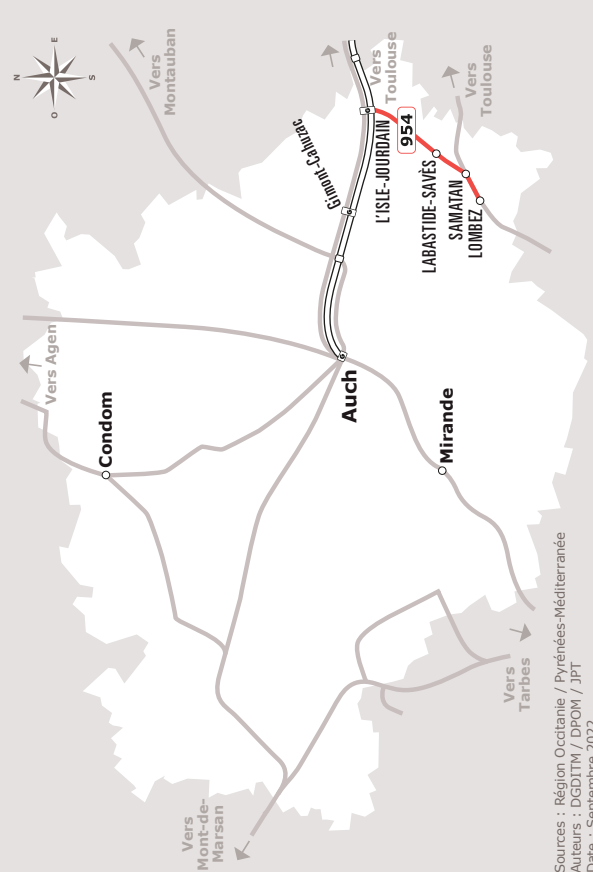 N
O
E
S
Vers Agen
Condom
Vers
Montauban
Vers
Mont-de-
Marsan
Gimont-Cahuzac
Auch
L'ISLE-JOURDAIN
Vers
Toulouse
954
LABASTIDE-SAVÈS
Mirande
SAMATAN
LOMBEZ
Vers
Toulouse
Vers
Tarbes
Sources : Région Occitanie / Pyrénées-Méditerranée
Auteurs : DGDITM / DPOM / JPT
Date : Septembre 2022